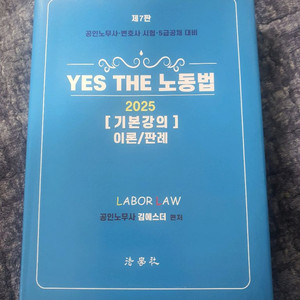 제7판
공인노무사·변호사 시험·5급공채 대비
YES THE 노동법
2025
[기본강의]
이론/판례
LABOR LAW
공인노무사 김에스더 편저
法學社